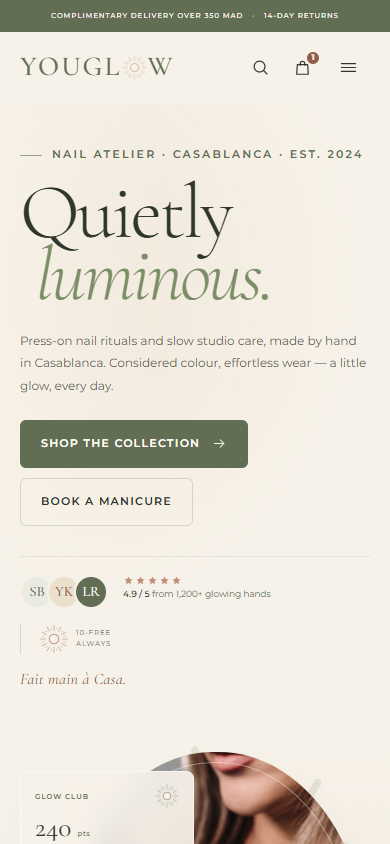 COMPLIMENTARY DELIVERY OVER 350 MAD · 14-DAY RETURNS
YOUGLOW
1
NAIL ATELIER · CASABLANCA · EST. 2024
Quietly
luminous.
Press-on nail rituals and slow studio care, made by hand
in Casablanca. Considered colour, effortless wear — a little
glow, every day.
SHOP THE COLLECTION →
BOOK A MANICURE
SB YK LR
★★★★★
4.9 / 5 from 1,200+ glowing hands
10-FREE
ALWAYS
Fait main à Casa.
GLOW CLUB
240 pts